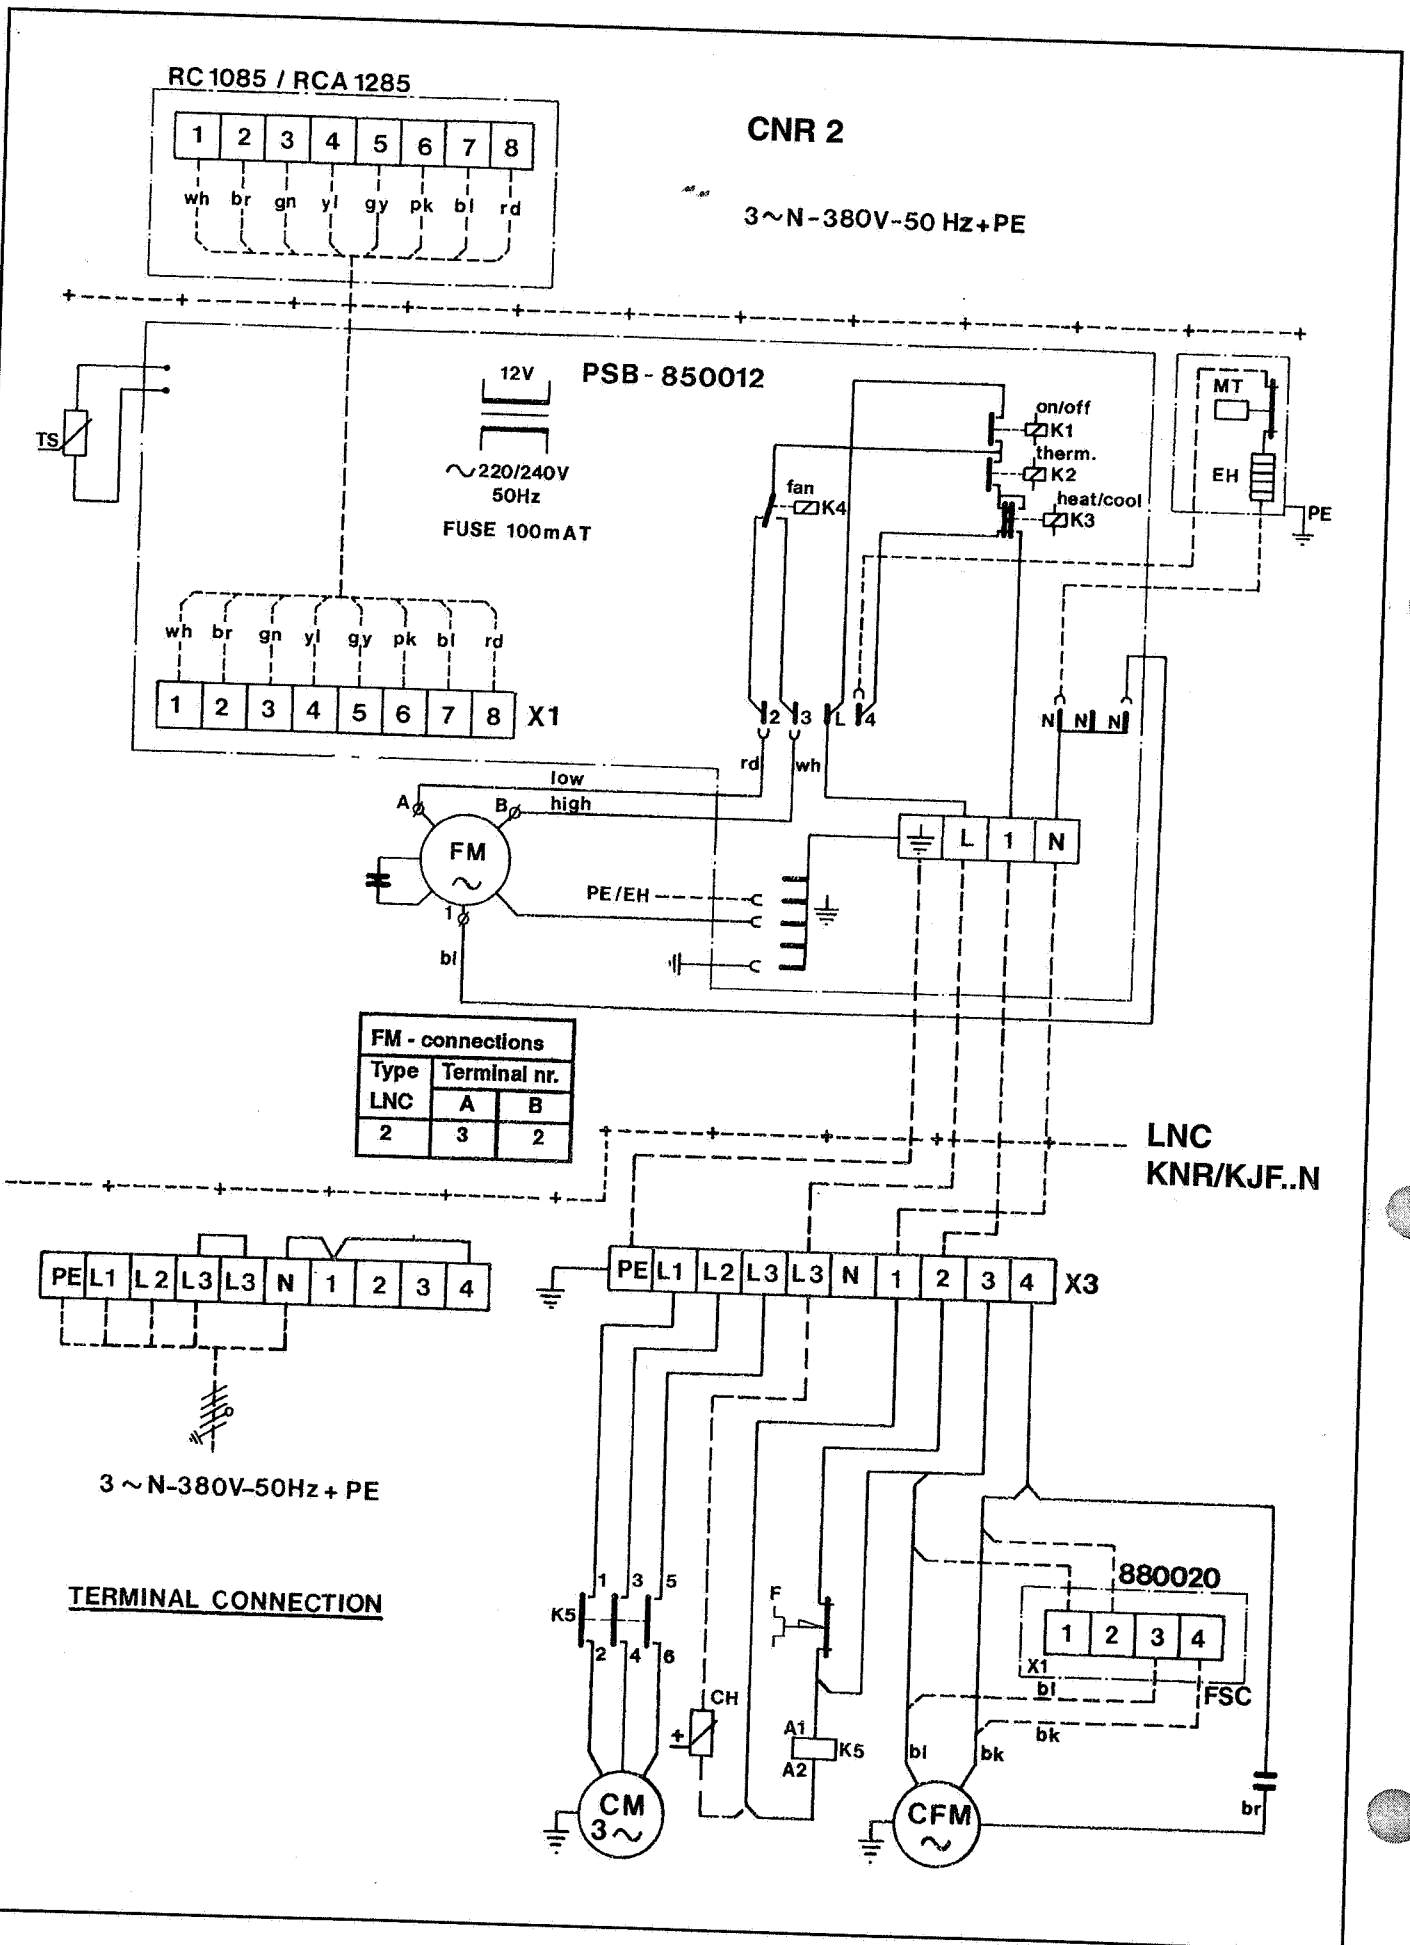 RC1085 / RCA1285
1 2 3 4 5 6 7 8
wh br gn yl gy pk bl rd
CNR 2
3~N-380V-50 Hz+PE
PSB-850012
12V
~220/240V
50Hz
FUSE 100mAT
TS
on/off
K1
therm.
K2
heat/cool
K3
fan
K4
MT
EH
PE
wh br gn yl gy pk bl rd
1 2 3 4 5 6 7 8 X1
2 3 L 4
N N N
rd wh
low
high
A B
FM
~
1
bl
PE/EH
L 1 N
FM - connections
Type Terminal nr.
LNC A B
2 3 2
LNC
KNR/KJF..N
PE L1 L2 L3 L3 N 1 2 3 4
PE L1 L2 L3 L3 N 1 2 3 4 X3
3~N-380V-50Hz+PE
TERMINAL CONNECTION
1 3 5
K5
2 4 6
CM
3~
CH
+
F
A1
K5
A2
880020
1 2 3 4
X1
FSC
bl
bk
bl
bk
CFM
~
br